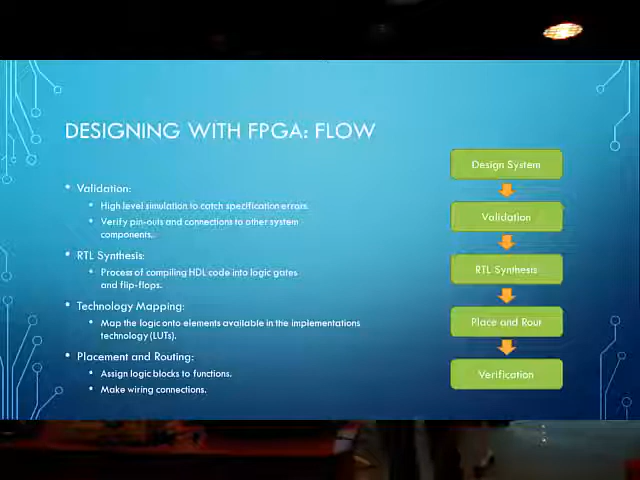 DESIGNING WITH FPGA: FLOW
Validation:
High level simulation to catch specification errors.
Verify pin-outs and connections to other system
components.
RTL Synthesis:
Process of compiling HDL code into logic gates
and flip-flops.
Technology Mapping:
Map the logic onto elements available in the implementations
technology (LUTs).
Placement and Routing:
Assign logic blocks to functions.
Make wiring connections.
Design System
Validation
RTL Synthesis
Place and Rout
Verification